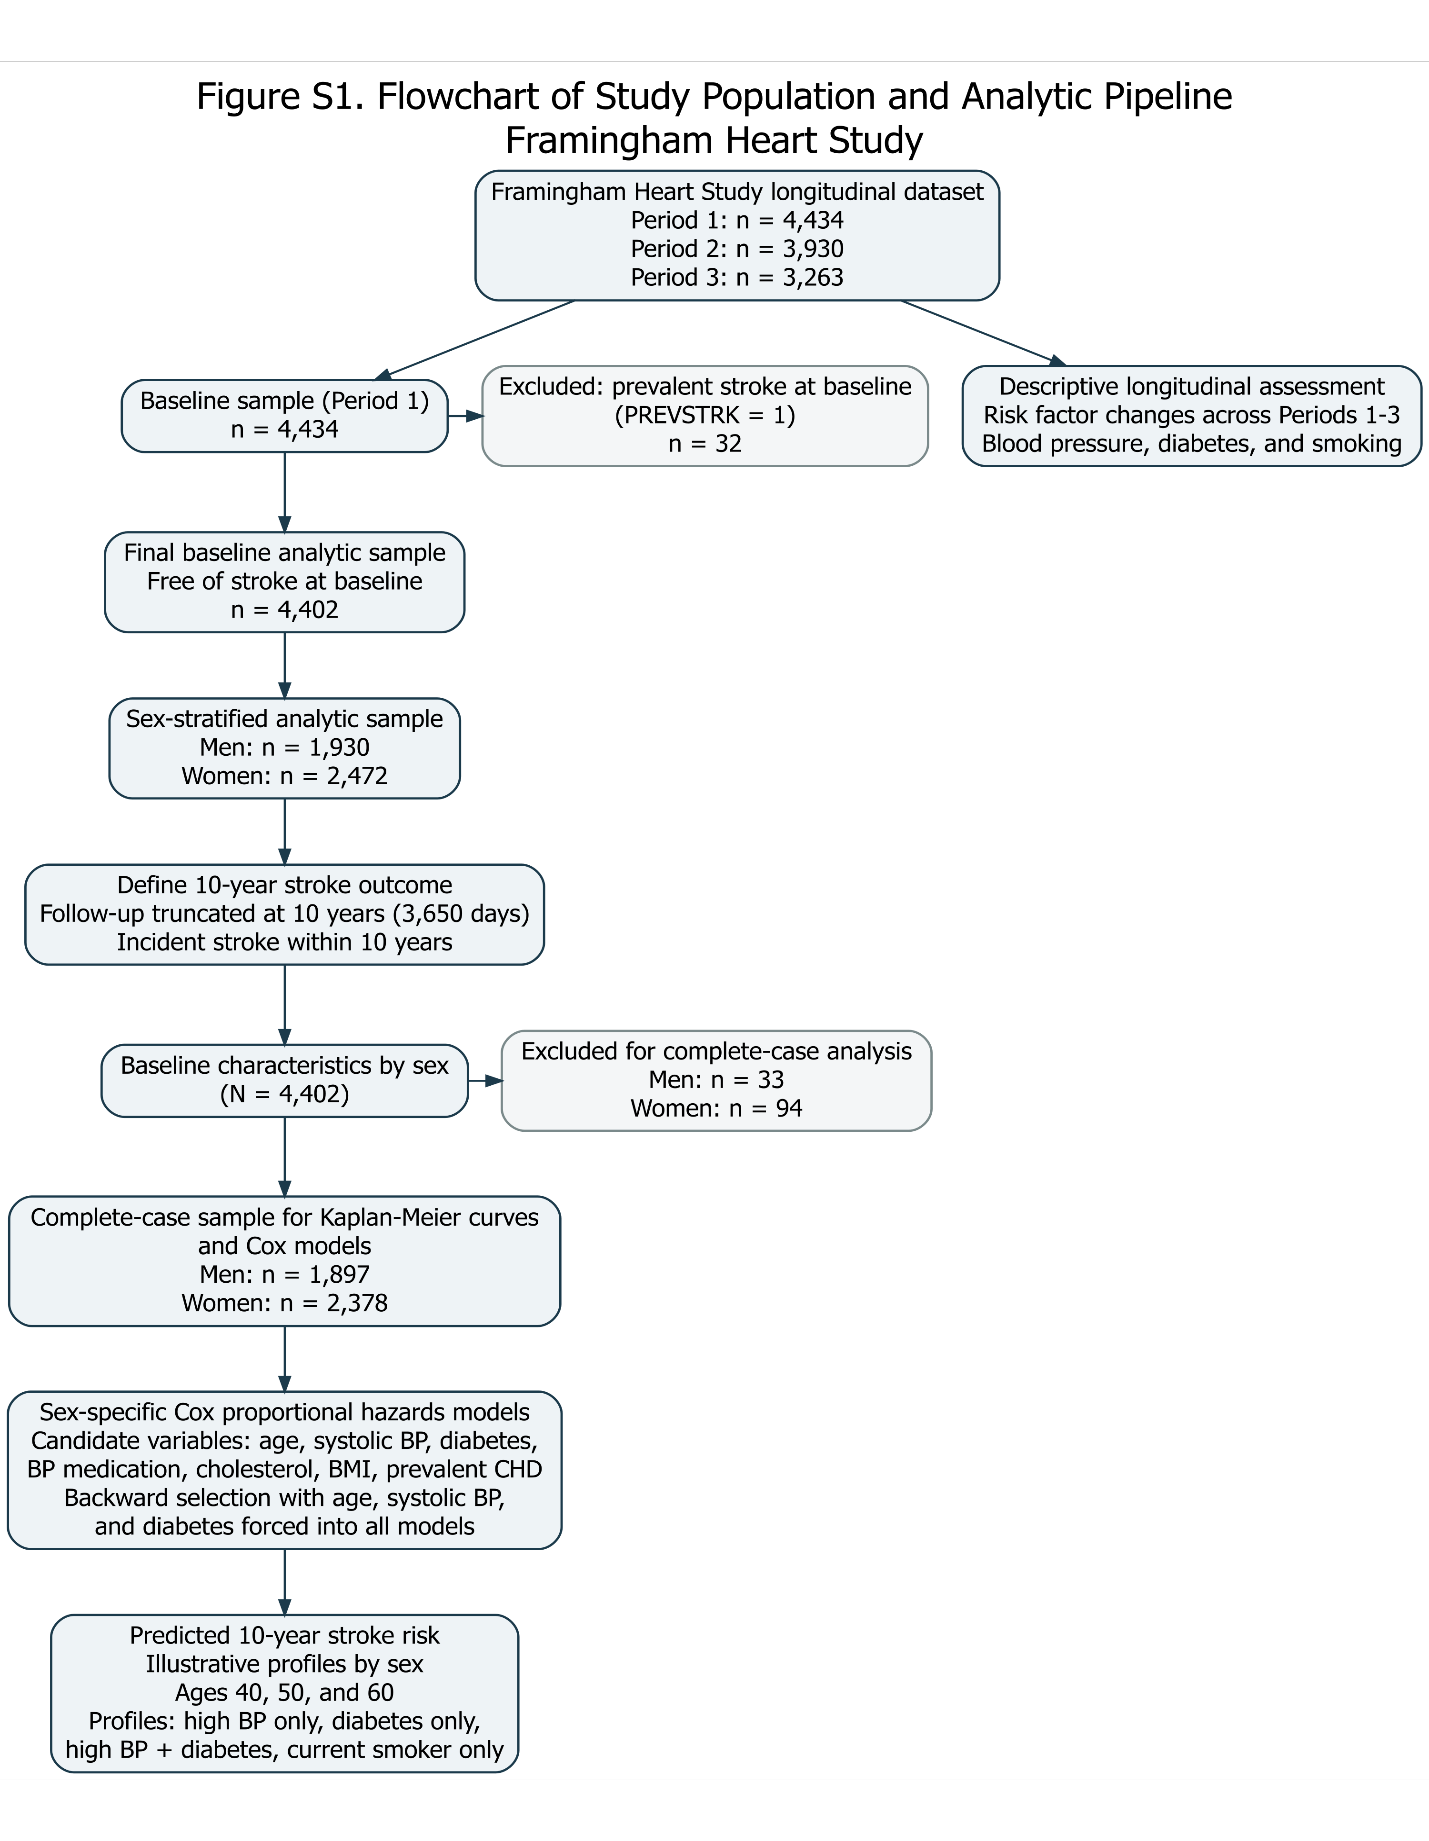 Figure S1. Flowchart of Study Population and Analytic Pipeline
Framingham Heart Study
Framingham Heart Study longitudinal dataset
Period 1: n = 4,434
Period 2: n = 3,930
Period 3: n = 3,263
Baseline sample (Period 1)
n = 4,434
Excluded: prevalent stroke at baseline
(PREVSTRK = 1)
n = 32
Descriptive longitudinal assessment
Risk factor changes across Periods 1-3
Blood pressure, diabetes, and smoking
Final baseline analytic sample
Free of stroke at baseline
n = 4,402
Sex-stratified analytic sample
Men: n = 1,930
Women: n = 2,472
Define 10-year stroke outcome
Follow-up truncated at 10 years (3,650 days)
Incident stroke within 10 years
Baseline characteristics by sex
(N = 4,402)
Excluded for complete-case analysis
Men: n = 33
Women: n = 94
Complete-case sample for Kaplan-Meier curves
and Cox models
Men: n = 1,897
Women: n = 2,378
Sex-specific Cox proportional hazards models
Candidate variables: age, systolic BP, diabetes,
BP medication, cholesterol, BMI, prevalent CHD
Backward selection with age, systolic BP,
and diabetes forced into all models
Predicted 10-year stroke risk
Illustrative profiles by sex
Ages 40, 50, and 60
Profiles: high BP only, diabetes only,
high BP + diabetes, current smoker only